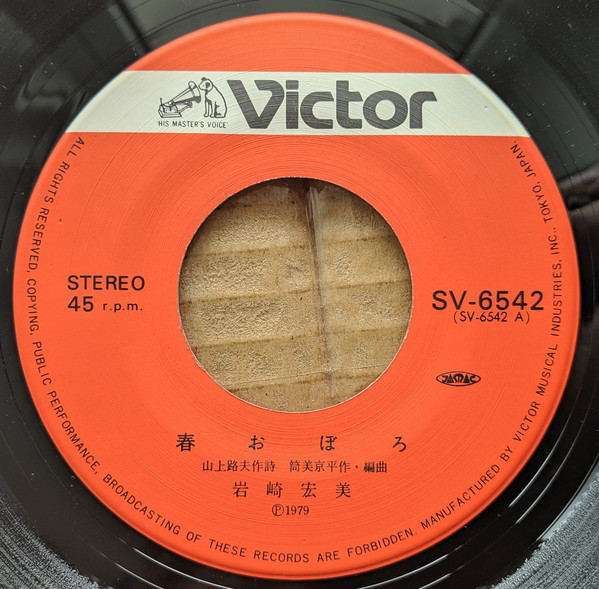 "HIS MASTER'S VOICE"
Victor
STEREO
45 r.p.m.
SV-6542
(SV-6542 A)
JASRAC
春おぼろ
山上路夫作詩 筒美京平作・編曲
岩崎宏美
Ⓟ1979
ALL RIGHTS RESERVED, COPYING, PUBLIC PERFORMANCE, BROADCASTING OF THESE RECORDS ARE FORBIDDEN. MANUFACTURED BY VICTOR MUSICAL INDUSTRIES, INC., TOKYO, JAPAN.